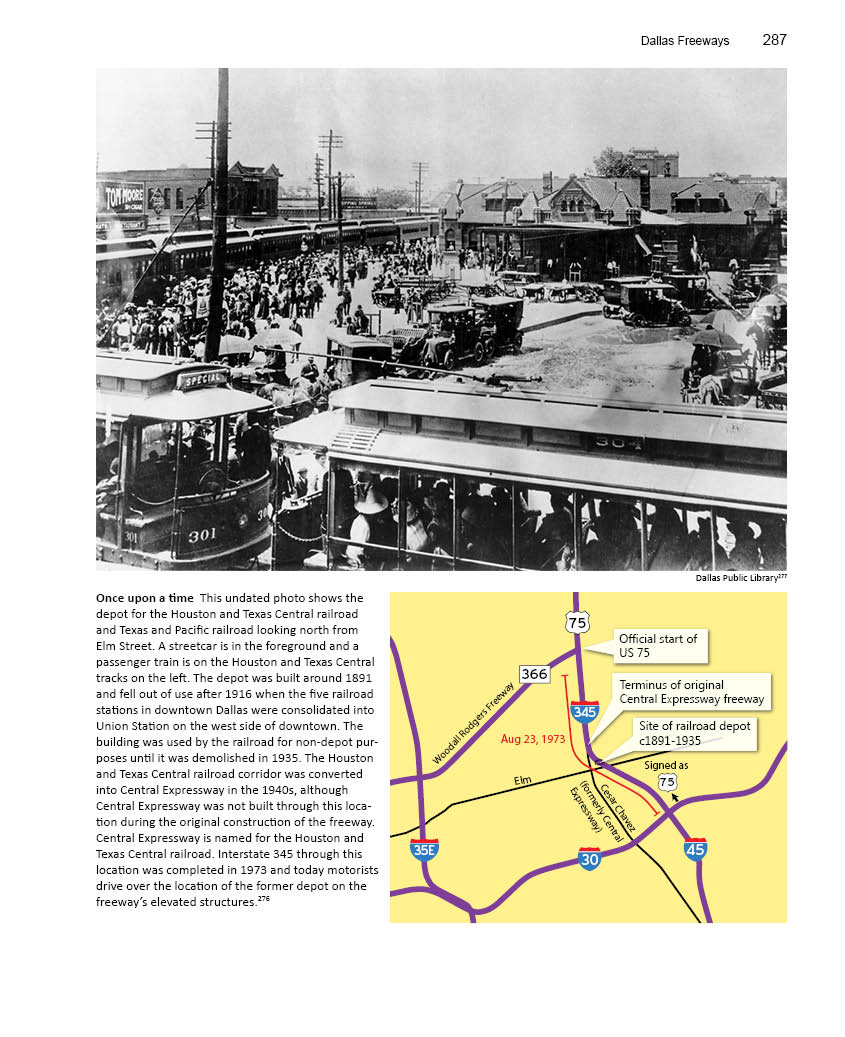 Dallas Freeways 287
TOM MOORE
10¢ CIGAR
SPECIAL
301
301
30
304
Dallas Public Library²⁷⁷
Once upon a time This undated photo shows the
depot for the Houston and Texas Central railroad
and Texas and Pacific railroad looking north from
Elm Street. A streetcar is in the foreground and a
passenger train is on the Houston and Texas Central
tracks on the left. The depot was built around 1891
and fell out of use after 1916 when the five railroad
stations in downtown Dallas were consolidated into
Union Station on the west side of downtown. The
building was used by the railroad for non-depot pur-
poses until it was demolished in 1935. The Houston
and Texas Central railroad corridor was converted
into Central Expressway in the 1940s, although
Central Expressway was not built through this loca-
tion during the original construction of the freeway.
Central Expressway is named for the Houston and
Texas Central railroad. Interstate 345 through this
location was completed in 1973 and today motorists
drive over the location of the former depot on the
freeway's elevated structures.²⁷⁶
75
Official start of
US 75
366
Woodall Rodgers Freeway
Terminus of original
Central Expressway freeway
345
Site of railroad depot
c1891-1935
Aug 23, 1973
Signed as
75
Elm
Cesar Chavez
(formerly Central
Expressway)
35E
30
45